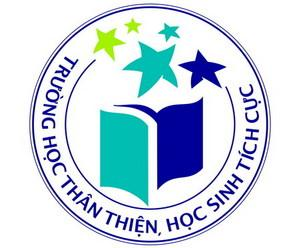 TRƯỜNG HỌC THÂN THIỆN, HỌC SINH TÍCH CỰC